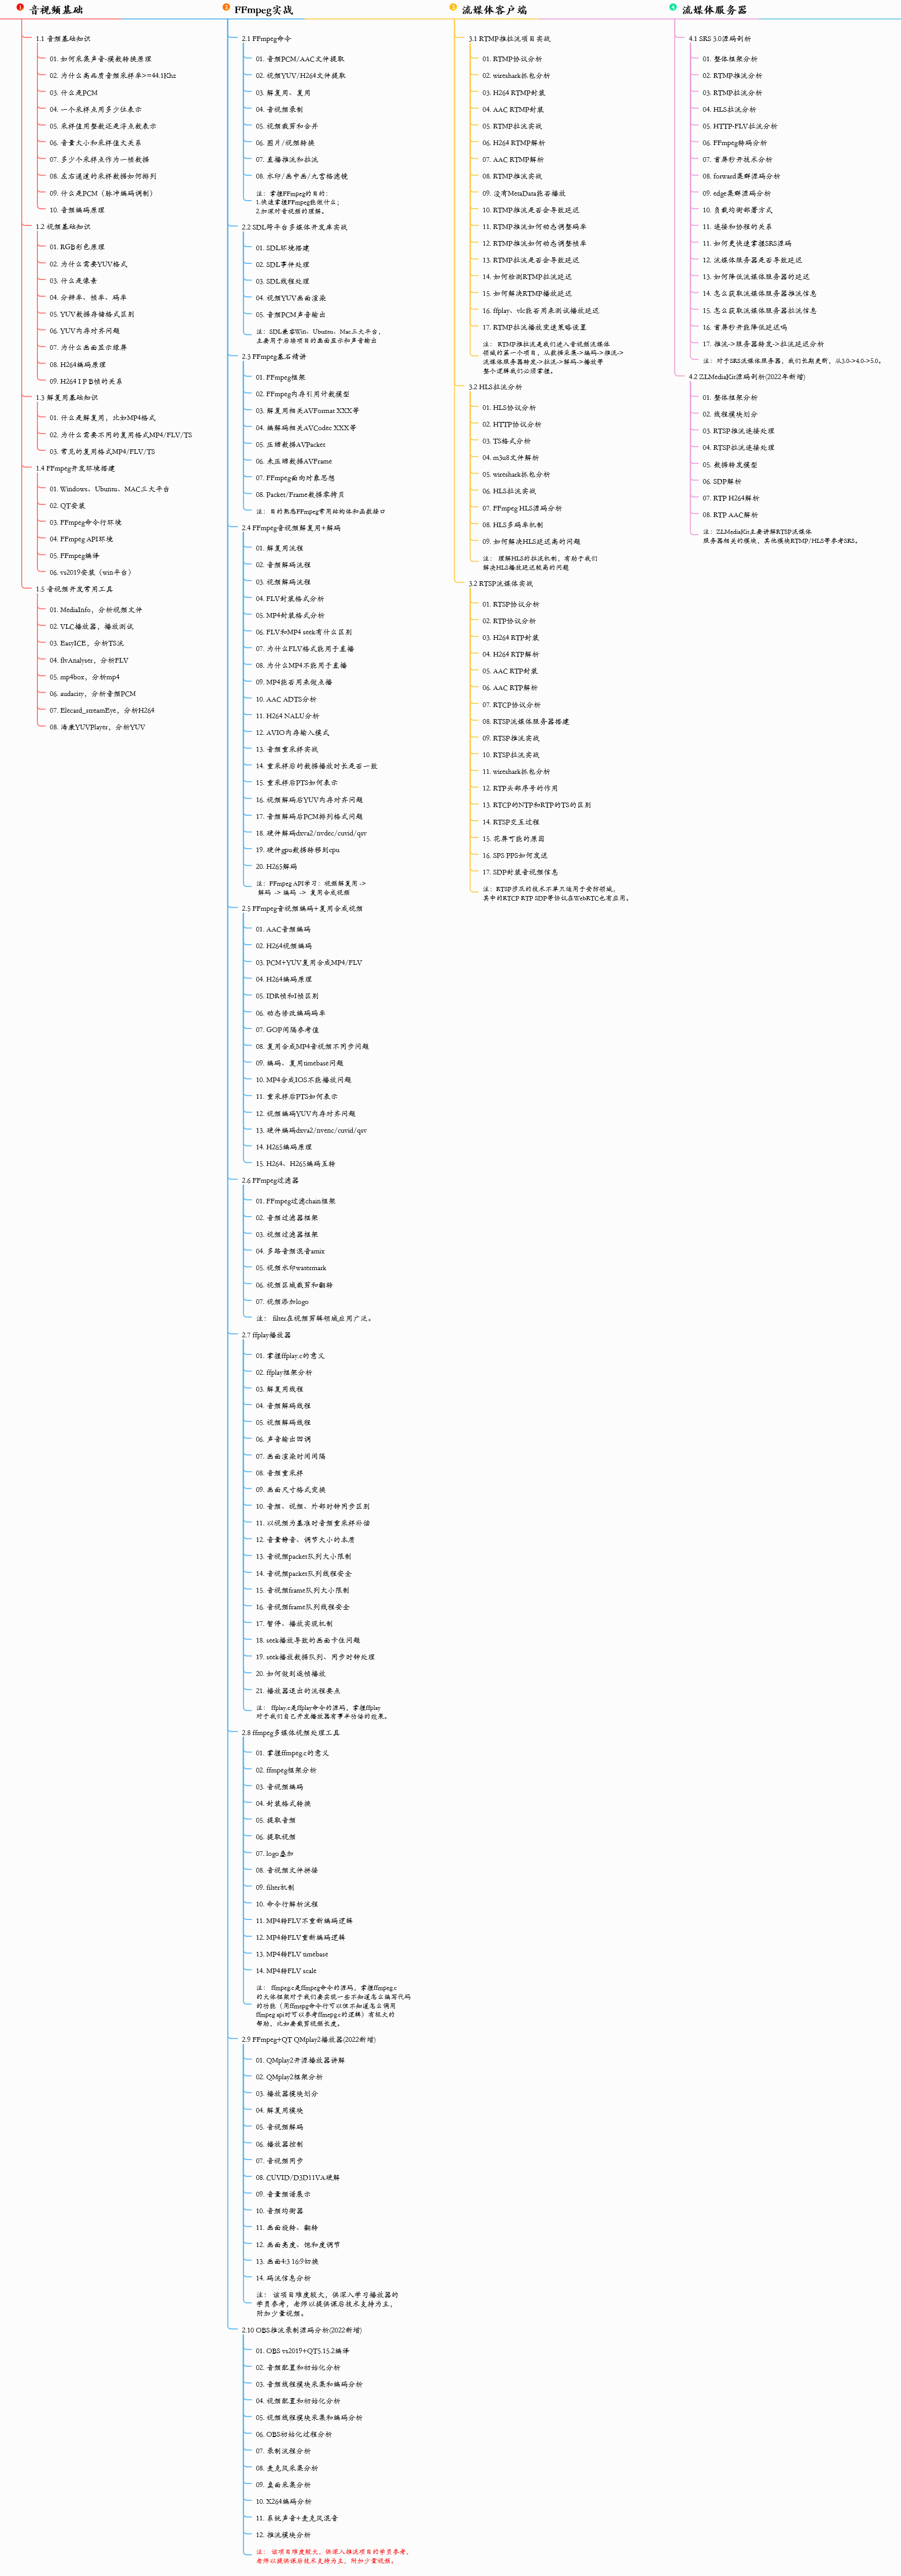 1 音视频基础
1.1 音频基础知识
01. 如何采集声音-模数转换原理
02. 为什么高品质音频采样率>=44.1Khz
03. 什么是PCM
04. 一个采样点用多少位表示
05. 采样值用整数还是浮点数表示
06. 音量大小和采样值大关系
07. 多少个采样点作为一帧数据
08. 左右通道的采样数据如何排列
09. 什么是PCM（脉冲编码调制）
10. 音频编码原理
1.2 视频基础知识
01. RGB彩色原理
02. 为什么需要YUV格式
03. 什么是像素
04. 分辨率、帧率、码率
05. YUV数据存储格式区别
06. YUV内存对齐问题
07. 为什么画面显示绿屏
08. H264编码原理
09. H264 I P B帧的关系
1.3 解复用基础知识
01. 什么是解复用，比如MP4格式
02. 为什么需要不同的复用格式MP4/FLV/TS
03. 常见的复用格式MP4/FLV/TS
1.4 FFmpeg开发环境搭建
01. Windows、Ubuntu、MAC三大平台
02. QT安装
03. FFmpeg命令行环境
04. FFmpeg API环境
05. FFmpeg编译
06. vs2019安装（win平台）
1.5 音视频开发常用工具
01. MediaInfo，分析视频文件
02. VLC播放器，播放测试
03. EasyICE，分析TS流
04. flvAnalyser，分析FLV
05. mp4box，分析mp4
06. audacity，分析音频PCM
07. Elecard_streamEye，分析H264
08. 海康YUVPlayer，分析YUV
2 FFmpeg实战
2.1 FFmpeg命令
01. 音频PCM/AAC文件提取
02. 视频YUV/H264文件提取
03. 解复用、复用
04. 音视频录制
05. 视频裁剪和合并
06. 图片/视频转换
07. 直播推流和拉流
08. 水印/画中画/九宫格滤镜
注：掌握FFmpeg的目的：
1.快速掌握FFmpeg能做什么；
2.加深对音视频的理解。
2.2 SDL跨平台多媒体开发库实战
01. SDL环境搭建
02. SDL事件处理
03. SDL线程处理
04. 视频YUV画面渲染
05. 音频PCM声音输出
注：SDL兼容Win、Ubuntu、Mac三大平台，
主要用于后续项目的画面显示和声音输出
2.3 FFmpeg基石精讲
01. FFmpeg框架
02. FFmpeg内存引用计数模型
03. 解复用相关AVFormat XXX等
04. 编解码相关AVCodec XXX等
05. 压缩数据AVPacket
06. 未压缩数据AVFrame
07. FFmpeg面向对象思想
08. Packet/Frame数据零拷贝
注：目的熟悉FFmpeg常用结构体和函数接口
2.4 FFmpeg音视频解复用+解码
01. 解复用流程
02. 音频解码流程
03. 视频解码流程
04. FLV封装格式分析
05. MP4封装格式分析
06. FLV和MP4 seek有什么区别
07. 为什么FLV格式能用于直播
08. 为什么MP4不能用于直播
09. MP4能否用来做点播
10. AAC ADTS分析
11. H264 NALU分析
12. AVIO内存输入模式
13. 音频重采样实战
14. 重采样后的数据播放时长是否一致
15. 重采样后PTS如何表示
16. 视频解码后YUV内存对齐问题
17. 音频解码后PCM排列格式问题
18. 硬件解码dxva2/nvdec/cuvid/qsv
19. 硬件gpu数据转移到cpu
20. H265解码
注：FFmpeg API学习：视频解复用 ->
解码 -> 编码 -> 复用合成视频
2.5 FFmpeg音视频编码+复用合成视频
01. AAC音频编码
02. H264视频编码
03. PCM+YUV复用合成MP4/FLV
04. H264编码原理
05. IDR帧和I帧区别
06. 动态修改编码码率
07. GOP间隔参考值
08. 复用合成MP4音视频不同步问题
09. 编码、复用timebase问题
10. MP4合成IOS不能播放问题
11. 重采样后PTS如何表示
12. 视频编码YUV内存对齐问题
13. 硬件编码dxva2/nvenc/cuvid/qsv
14. H265编码原理
15. H264、H265编码互转
2.6 FFmpeg过滤器
01. FFmpeg过滤chain框架
02. 音频过滤器框架
03. 视频过滤器框架
04. 多路音频混音amix
05. 视频水印watermark
06. 视频区域裁剪和翻转
07. 视频添加logo
注： filter在视频剪辑领域应用广泛。
2.7 ffplay播放器
01. 掌握ffplay.c的意义
02. ffplay框架分析
03. 解复用线程
04. 音频解码线程
05. 视频解码线程
06. 声音输出回调
07. 画面渲染时间间隔
08. 音频重采样
09. 画面尺寸格式变换
10. 音频、视频、外部时钟同步区别
11. 以视频为基准时音频重采样补偿
12. 音量静音、调节大小的本质
13. 音视频packet队列大小限制
14. 音视频packet队列线程安全
15. 音视频frame队列大小限制
16. 音视频frame队列线程安全
17. 暂停、播放实现机制
18. seek播放导致的画面卡住问题
19. seek播放数据队列、同步时钟处理
20. 如何做到逐帧播放
21. 播放器退出的流程要点
注： ffplay.c是ffplay命令的源码，掌握ffplay
对于我们自己开发播放器有事半功倍的效果。
2.8 ffmpeg多媒体视频处理工具
01. 掌握ffmpeg.c的意义
02. ffmpeg框架分析
03. 音视频编码
04. 封装格式转换
05. 提取音频
06. 提取视频
07. logo叠加
08. 音视频文件拼接
09. filter机制
10. 命令行解析流程
11. MP4转FLV不重新编码逻辑
12. MP4转FLV重新编码逻辑
13. MP4转FLV timebase
14. MP4转FLV scale
注： ffmpeg.c是ffmpeg命令的源码，掌握ffmpeg.c
的大体框架对于我们要实现一些不知道怎么编写代码
的功能（用ffmepg命令行可以但不知道怎么调用
ffmpeg api时可以参考ffmepg.c的逻辑）有极大的
帮助，比如要裁剪视频长度。
2.9 FFmpeg+QT QMplay2播放器(2022新增)
01. QMplay2开源播放器讲解
02. QMplay2框架分析
03. 播放器模块划分
04. 解复用模块
05. 音视频解码
06. 播放器控制
07. 音视频同步
08. CUVID/D3D11VA硬解
09. 音量频谱展示
10. 音频均衡器
11. 画面旋转、翻转
12. 画面亮度、饱和度调节
13. 画面4:3 16:9切换
14. 码流信息分析
注： 该项目难度较大，供深入学习播放器的
学员参考，老师以提供课后技术支持为主，
附加少量视频。
2.10 OBS推流录制源码分析(2022新增)
01. OBS vs2019+QT5.15.2编译
02. 音频配置和初始化分析
03. 音频线程模块采集和编码分析
04. 视频配置和初始化分析
05. 视频线程模块采集和编码分析
06. OBS初始化过程分析
07. 录制流程分析
08. 麦克风采集分析
09. 桌面采集分析
10. X264编码分析
11. 系统声音+麦克风混音
12. 推流模块分析
注： 该项目难度较大，供深入推流项目的学员参考，
老师以提供课后技术支持为主，附加少量视频。
3 流媒体客户端
3.1 RTMP推拉流项目实战
01. RTMP协议分析
02. wireshark抓包分析
03. H264 RTMP封装
04. AAC RTMP封装
05. RTMP拉流实战
06. H264 RTMP解析
07. AAC RTMP解析
08. RTMP推流实战
09. 没有MetaData能否播放
10. RTMP推流是否会导致延迟
11. RTMP推流如何动态调整码率
12. RTMP推流如何动态调整帧率
13. RTMP拉流是否会导致延迟
14. 如何检测RTMP拉流延迟
15. 如何解决RTMP播放延迟
16. ffplay、vlc能否用来测试播放延迟
17. RTMP拉流播放变速策略设置
注： RTMP推拉流是我们进入音视频流媒体
领域的第一个项目，从数据采集->编码->推流->
流媒体服务器转发->拉流->解码->播放等
整个逻辑我们必须掌握。
3.2 HLS拉流分析
01. HLS协议分析
02. HTTP协议分析
03. TS格式分析
04. m3u8文件解析
05. wireshark抓包分析
06. HLS拉流实战
07. FFmpeg HLS源码分析
08. HLS多码率机制
09. 如何解决HLS延迟高的问题
注： 理解HLS的拉流机制，有助于我们
解决HLS播放延迟较高的问题
3.2 RTSP流媒体实战
01. RTSP协议分析
02. RTP协议分析
03. H264 RTP封装
04. H264 RTP解析
05. AAC RTP封装
06. AAC RTP解析
07. RTCP协议分析
08. RTSP流媒体服务器搭建
09. RTSP推流实战
10. RTSP拉流实战
11. wireshark抓包分析
12. RTP头部序号的作用
13. RTCP的NTP和RTP的TS的区别
14. RTSP交互过程
15. 花屏可能的原因
16. SPS PPS如何发送
17. SDP封装音视频信息
注：RTSP涉及的技术不单只适用于安防领域，
其中的RTCP RTP SDP等协议在WebRTC也有应用。
4 流媒体服务器
4.1 SRS 3.0源码剖析
01. 整体框架分析
02. RTMP推流分析
03. RTMP拉流分析
04. HLS拉流分析
05. HTTP-FLV拉流分析
06. FFmpeg转码分析
07. 首屏秒开技术分析
08. forward集群源码分析
09. edge集群源码分析
10. 负载均衡部署方式
11. 连接和协程的关系
11. 如何更快速掌握SRS源码
12. 流媒体服务器是否导致延迟
13. 如何降低流媒体服务器的延迟
14. 怎么获取流媒体服务器推流信息
15. 怎么获取流媒体服务器拉流信息
16. 首屏秒开能降低延迟吗
17. 推流->服务器转发->拉流延迟分析
注：对于SRS流媒体服务器，我们长期更新，从3.0->4.0->5.0。
4.2 ZLMediaKit源码剖析(2022年新增)
01. 整体框架分析
02. 线程模块划分
03. RTSP推流连接处理
04. RTSP拉流连接处理
05. 数据转发模型
06. SDP解析
07. RTP H264解析
08. RTP AAC解析
注：ZLMediaKit主要讲解RTSP流媒体
服务器相关的模块，其他模块RTMP/HLS等参考SRS。